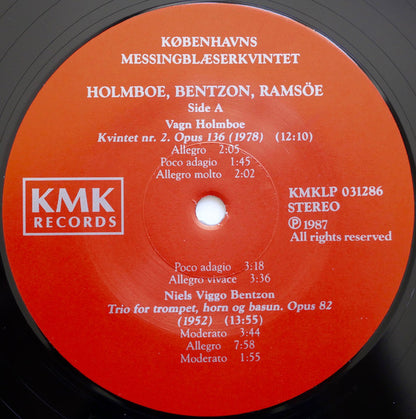 KØBENHAVNS
MESSINGBLÆSERKVINTET
HOLMBOE, BENTZON, RAMSÖE
Side A
Vagn Holmboe
Kvintet nr. 2. Opus 136 (1978) (12:10)
Allegro 2:05
Poco adagio 1:45
Allegro molto 2:02
KMK
RECORDS
KMKLP 031286
STEREO
Ⓟ 1987
All rights reserved
Poco adagio 3:18
Allegro vivace 3:36
Niels Viggo Bentzon
Trio for trompet, horn og basun. Opus 82
(1952) (13:55)
Moderato 3:44
Allegro 7:58
Moderato 1:55